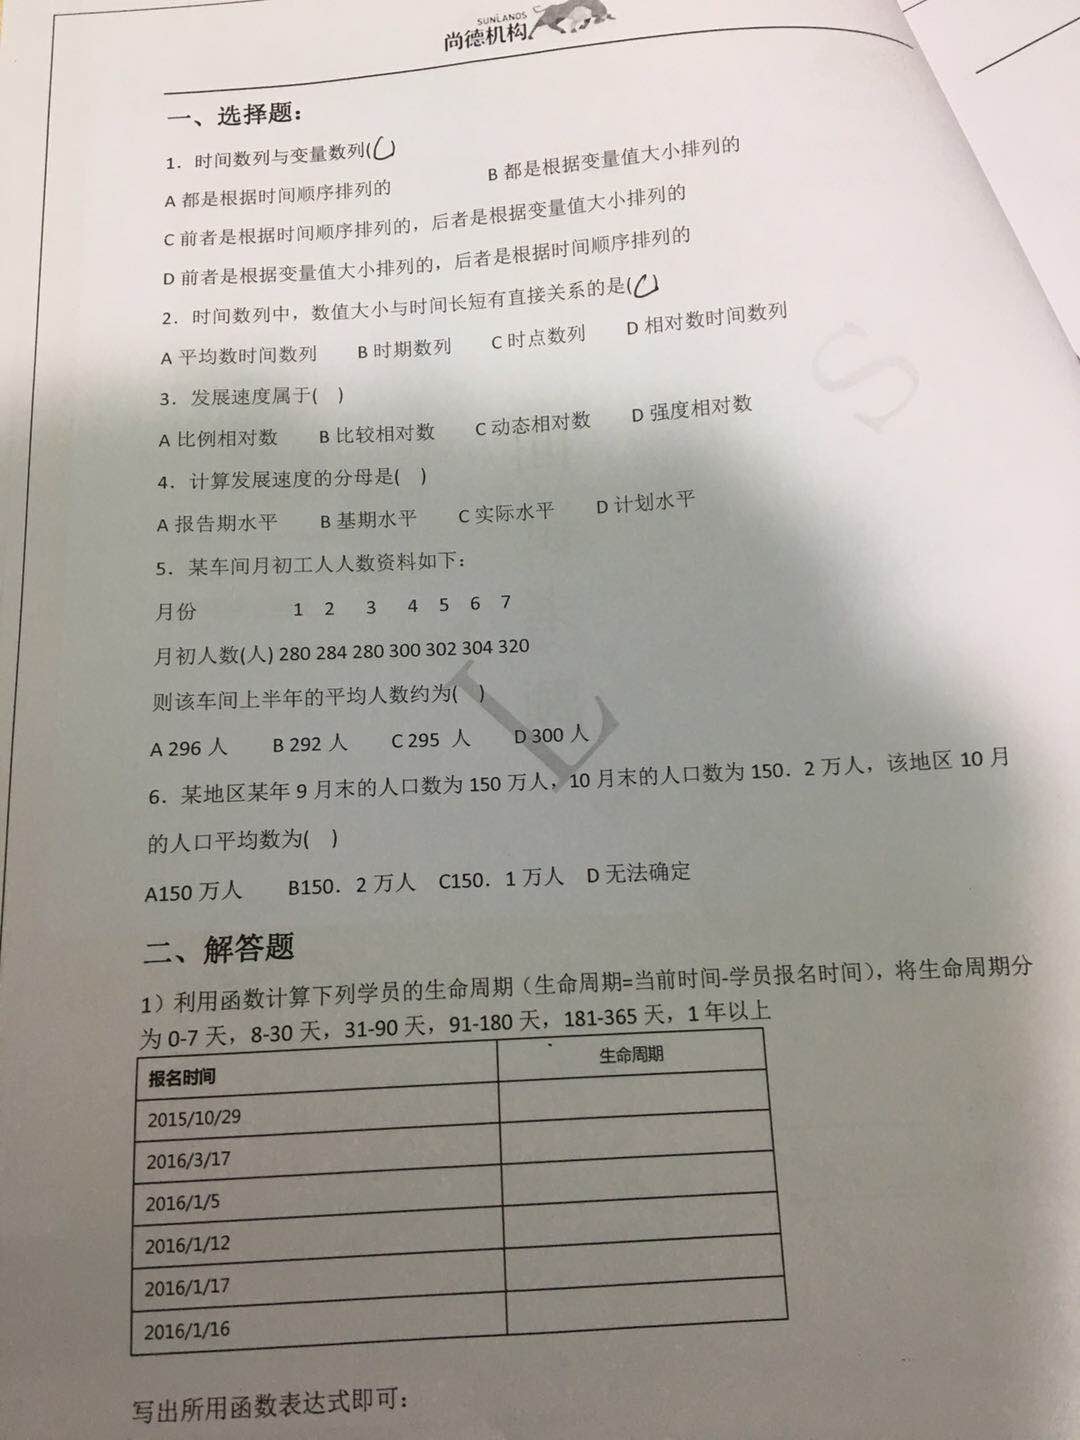 SUNLANDS
尚德机构
一、选择题：
1．时间数列与变量数列(C)
A 都是根据时间顺序排列的 B 都是根据变量值大小排列的
C 前者是根据时间顺序排列的，后者是根据变量值大小排列的
D 前者是根据变量值大小排列的，后者是根据时间顺序排列的
2．时间数列中，数值大小与时间长短有直接关系的是(C)
A 平均数时间数列 B 时期数列 C 时点数列 D 相对数时间数列
3．发展速度属于( )
A 比例相对数 B 比较相对数 C 动态相对数 D 强度相对数
4．计算发展速度的分母是( )
A 报告期水平 B 基期水平 C 实际水平 D 计划水平
5．某车间月初工人人数资料如下：
月份 1 2 3 4 5 6 7
月初人数(人) 280 284 280 300 302 304 320
则该车间上半年的平均人数约为( )
A 296 人 B 292 人 C 295 人 D 300 人
6．某地区某年 9 月末的人口数为 150 万人，10 月末的人口数为 150．2 万人，该地区 10 月
的人口平均数为( )
A150 万人 B150．2 万人 C150．1 万人 D 无法确定
二、解答题
1）利用函数计算下列学员的生命周期（生命周期=当前时间-学员报名时间），将生命周期分
为 0-7 天，8-30 天，31-90 天，91-180 天，181-365 天，1 年以上
报名时间 生命周期
2015/10/29
2016/3/17
2016/1/5
2016/1/12
2016/1/17
2016/1/16
写出所用函数表达式即可：
S
L